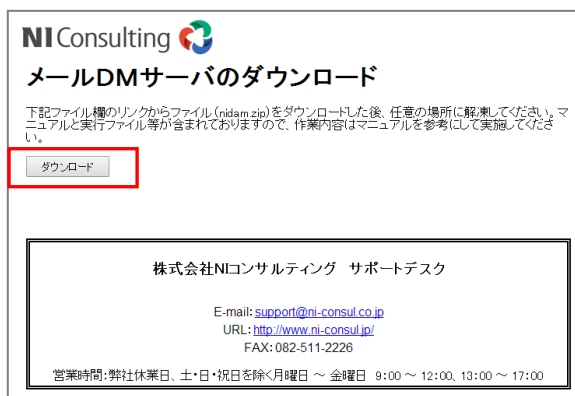 NI Consulting
メールDMサーバのダウンロード
下記ファイル欄のリンクからファイル(nidam.zip)をダウンロードした後、任意の場所に解凍してください。マ
ニュアルと実行ファイル等が含まれておりますので、作業内容はマニュアルを参考にして実施してくださ
い。
ダウンロード
株式会社NIコンサルティング　サポートデスク
E-mail: support@ni-consul.co.jp
URL: http://www.ni-consul.jp/
FAX: 082-511-2226
営業時間:弊社休業日、土・日・祝日を除く月曜日 ～ 金曜日　9:00 ～ 12:00、13:00 ～ 17:00